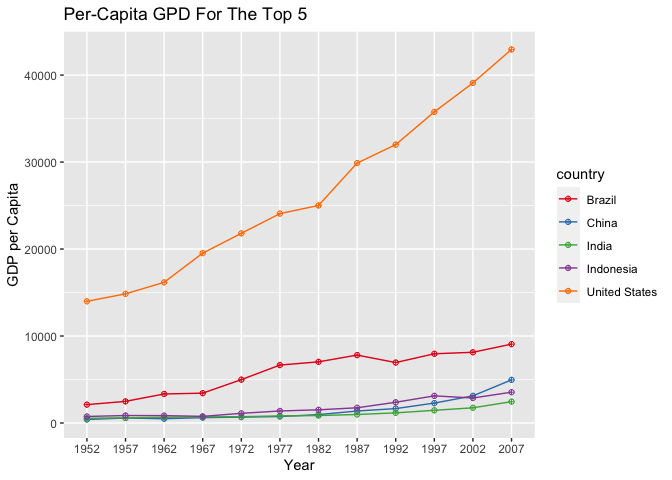 Per-Capita GPD For The Top 5
GDP per Capita
40000
30000
20000
10000
0
1952 1957 1962 1967 1972 1977 1982 1987 1992 1997 2002 2007
Year
country
Brazil
China
India
Indonesia
United States